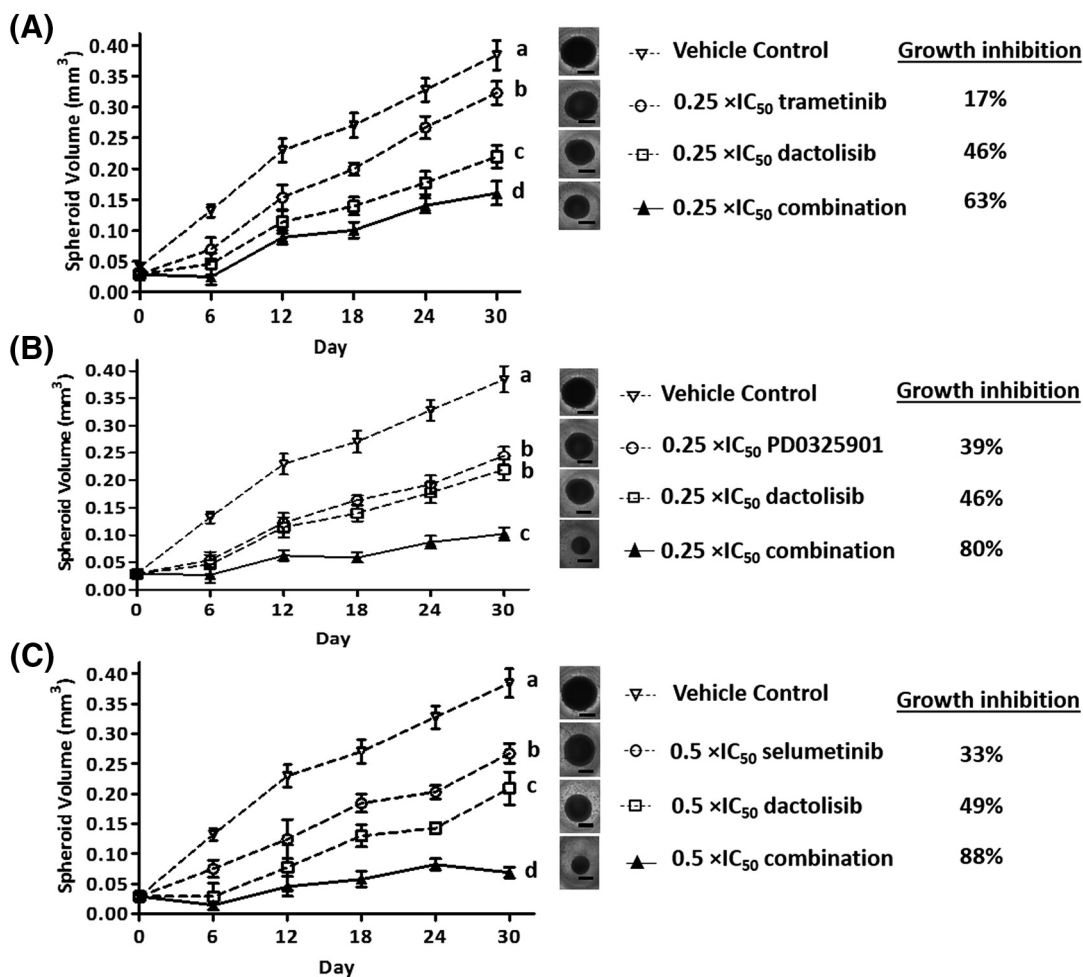 (A)
Spheroid Volume (mm³)
0.40
0.35
0.30
0.25
0.20
0.15
0.10
0.05
0.00
0 6 12 18 24 30
Day
a
b
c
d
Growth inhibition
Vehicle Control
0.25 ×IC₅₀ trametinib 17%
0.25 ×IC₅₀ dactolisib 46%
0.25 ×IC₅₀ combination 63%
(B)
Spheroid Volume (mm³)
0.40
0.35
0.30
0.25
0.20
0.15
0.10
0.05
0.00
0 6 12 18 24 30
Day
a
b
b
c
Growth inhibition
Vehicle Control
0.25 ×IC₅₀ PD0325901 39%
0.25 ×IC₅₀ dactolisib 46%
0.25 ×IC₅₀ combination 80%
(C)
Spheroid Volume (mm³)
0.40
0.35
0.30
0.25
0.20
0.15
0.10
0.05
0.00
0 6 12 18 24 30
Day
a
b
c
d
Vehicle Control
Growth inhibition
0.5 ×IC₅₀ selumetinib 33%
0.5 ×IC₅₀ dactolisib 49%
0.5 ×IC₅₀ combination 88%